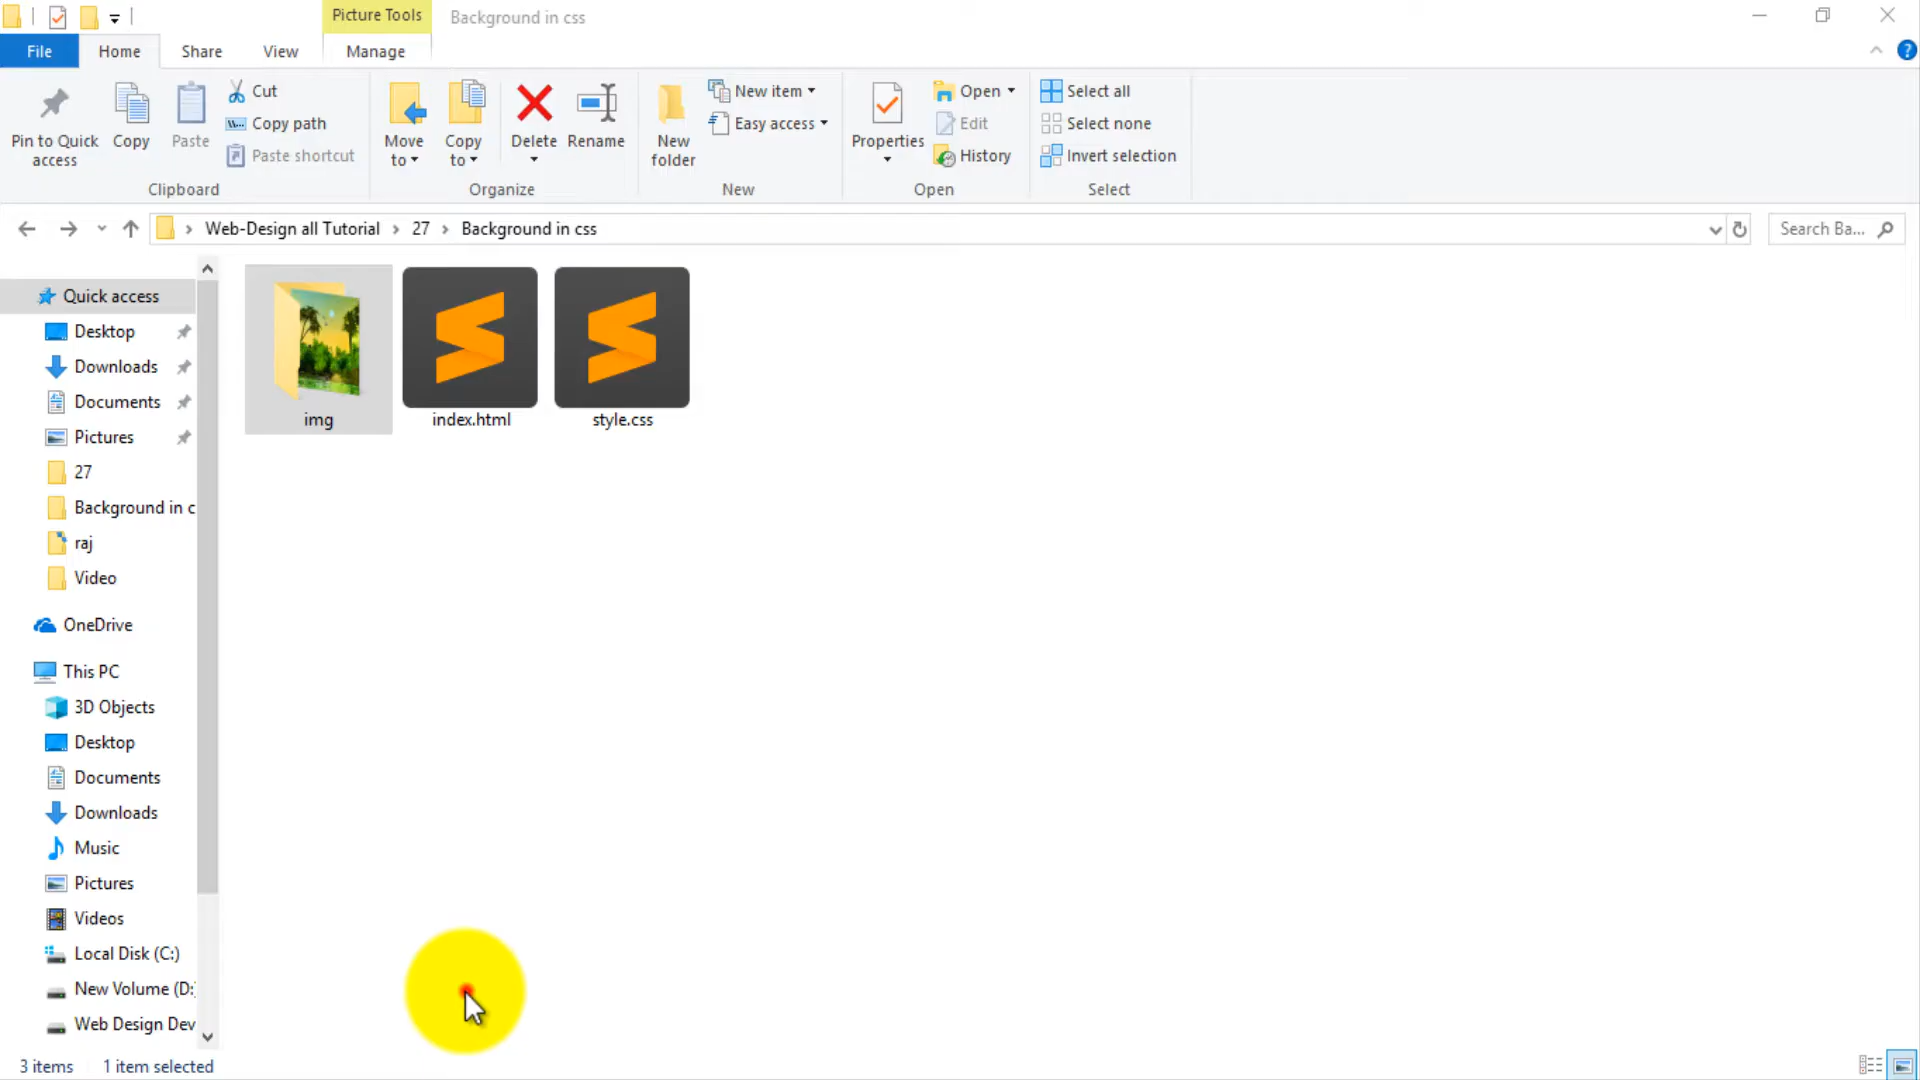 Picture Tools
Background in css
File
Home
Share
View
Manage
Pin to Quick access
Copy
Paste
Cut
Copy path
Paste shortcut
Clipboard
Move to
Copy to
Delete
Rename
Organize
New folder
New item
Easy access
New
Properties
Open
Edit
History
Open
Select all
Select none
Invert selection
Select
Web-Design all Tutorial
27
Background in css
Search Ba...
Quick access
Desktop
Downloads
Documents
Pictures
27
Background in c
raj
Video
OneDrive
This PC
3D Objects
Desktop
Documents
Downloads
Music
Pictures
Videos
Local Disk (C:)
New Volume (D:
Web Design Dev
img
index.html
style.css
3 items
1 item selected